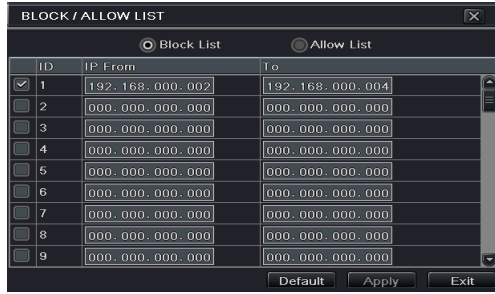 BLOCK / ALLOW LIST
Block List Allow List
ID IP From To
1 192.168.000.002 192.168.000.004
2 000.000.000.000 000.000.000.000
3 000.000.000.000 000.000.000.000
4 000.000.000.000 000.000.000.000
5 000.000.000.000 000.000.000.000
6 000.000.000.000 000.000.000.000
7 000.000.000.000 000.000.000.000
8 000.000.000.000 000.000.000.000
9 000.000.000.000 000.000.000.000
Default Apply Exit